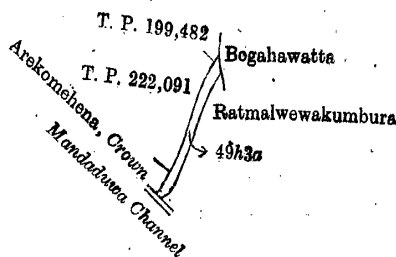 T. P. 199,482
Bogahawatta
T. P. 222,091
Ratmalwewakumbura
49h3a
Arekomehena, Crown
Mandaduwa Channel